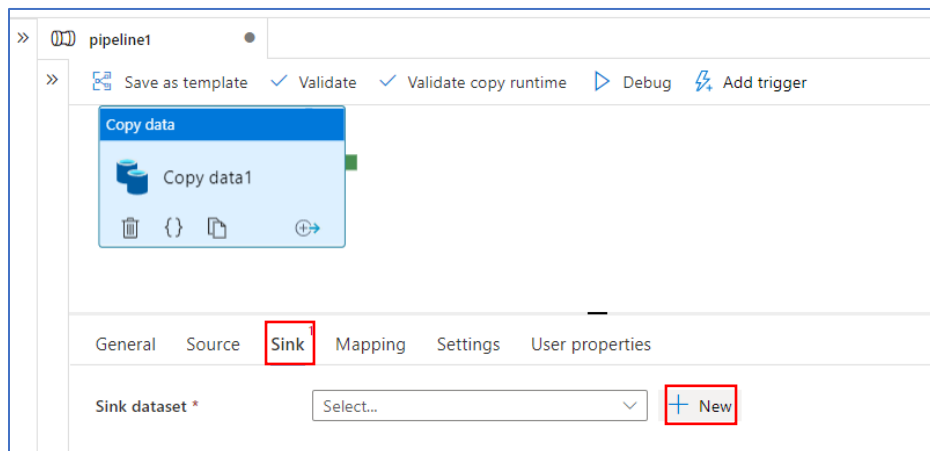 pipeline1
Save as template Validate Validate copy runtime Debug Add trigger
Copy data
Copy data1
General Source Sink 1 Mapping Settings User properties
Sink dataset * Select... New